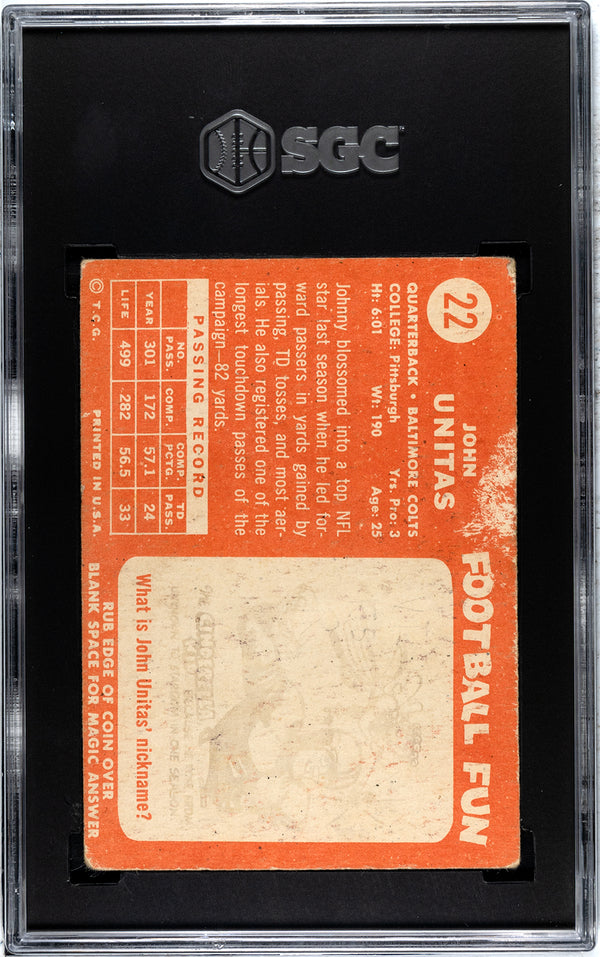 SGC
22
JOHN
UNITAS
QUARTERBACK • BALTIMORE COLTS
COLLEGE: Pittsburgh Yrs. Pro: 3
Ht: 6:01 Wt: 190 Age: 25
Johnny blossomed into a top NFL
star last season when he led for-
ward passers in yards gained by
passing, TD tosses, and most aer-
ials. He also registered one of the
longest touchdown passes of the
campaign—82 yards.
PASSING RECORD
NO. PASS. COMP. COMP. PCTG. TD PASS.
YEAR 301 172 57.1 24
LIFE 499 282 56.5 33
© T.C.G. PRINTED IN U.S.A.
FOOTBALL FUN
What is John Unitas' nickname?
RUB EDGE OF COIN OVER
BLANK SPACE FOR MAGIC ANSWER